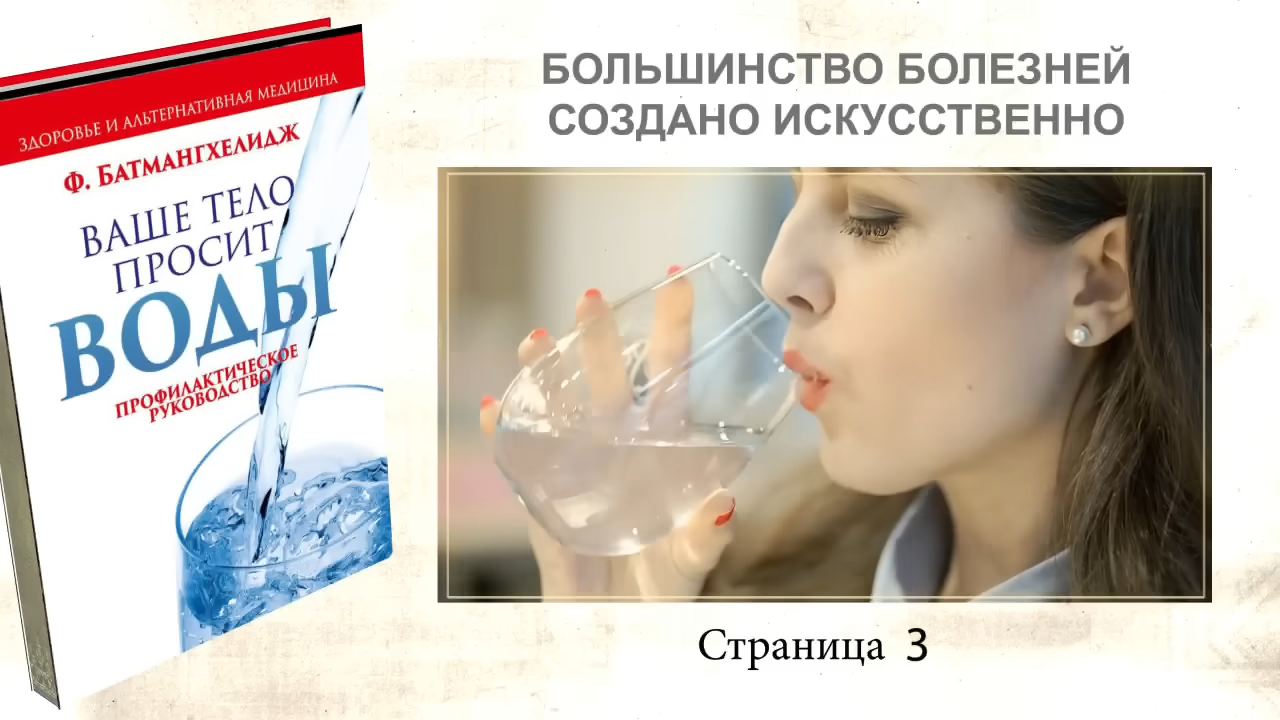 ЗДОРОВЬЕ И АЛЬТЕРНАТИВНАЯ МЕДИЦИНА
Ф. БАТМАНГХЕЛИДЖ
ВАШЕ ТЕЛО
ПРОСИТ
ВОДЫ
ПРОФИЛАКТИЧЕСКОЕ
РУКОВОДСТВО
БОЛЬШИНСТВО БОЛЕЗНЕЙ
СОЗДАНО ИСКУССТВЕННО
Страница 3